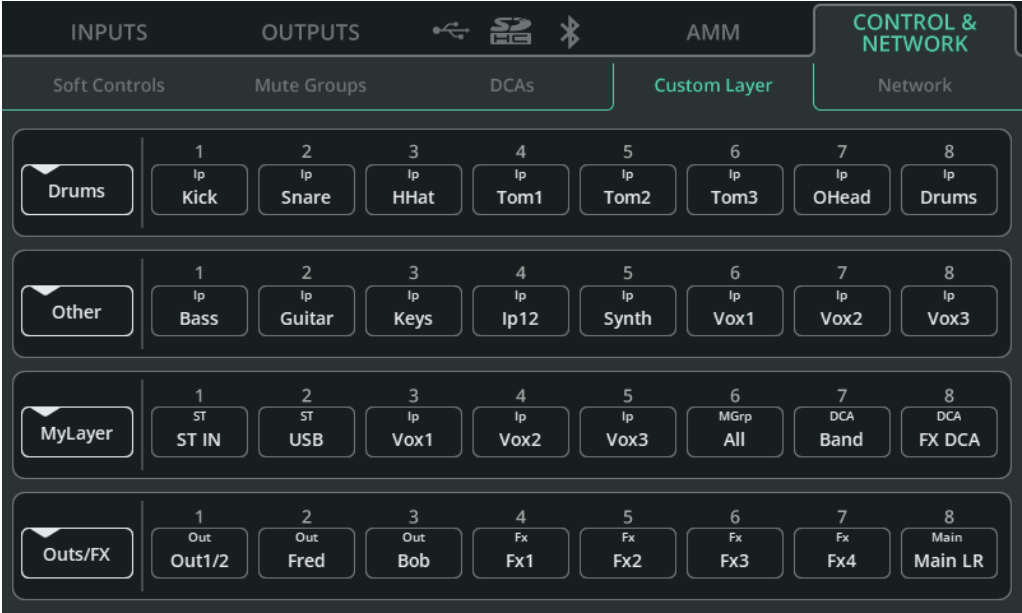 INPUTS OUTPUTS SD HC AMM CONTROL & NETWORK
Soft Controls Mute Groups DCAs Custom Layer Network
1 2 3 4 5 6 7 8
Ip Ip Ip Ip Ip Ip Ip Ip
Drums Kick Snare HHat Tom1 Tom2 Tom3 OHead Drums
1 2 3 4 5 6 7 8
Ip Ip Ip Ip Ip Ip Ip Ip
Other Bass Guitar Keys Ip12 Synth Vox1 Vox2 Vox3
1 2 3 4 5 6 7 8
ST ST Ip Ip Ip MGrp DCA DCA
MyLayer ST IN USB Vox1 Vox2 Vox3 All Band FX DCA
1 2 3 4 5 6 7 8
Out Out Out Fx Fx Fx Fx Main
Outs/FX Out1/2 Fred Bob Fx1 Fx2 Fx3 Fx4 Main LR